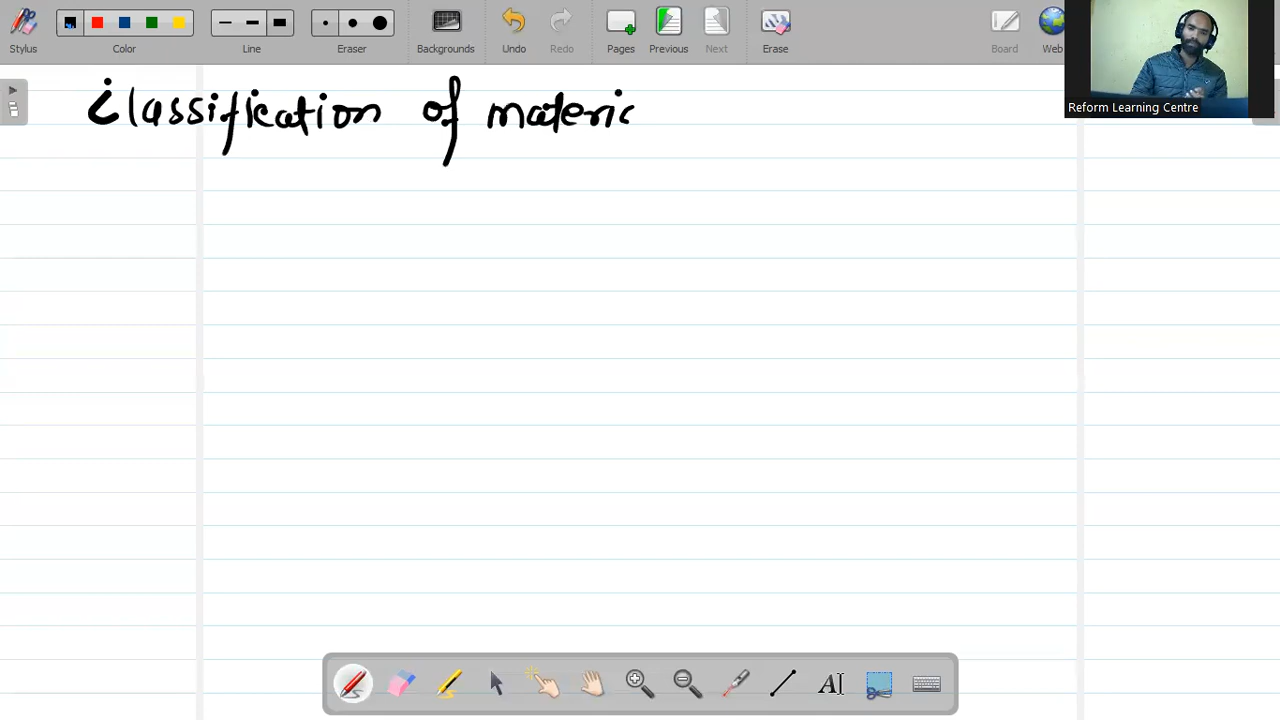 Stylus Color Line Eraser Backgrounds Undo Redo Pages Previous Next Erase Board Web
Reform Learning Centre
Classification of materic
AI